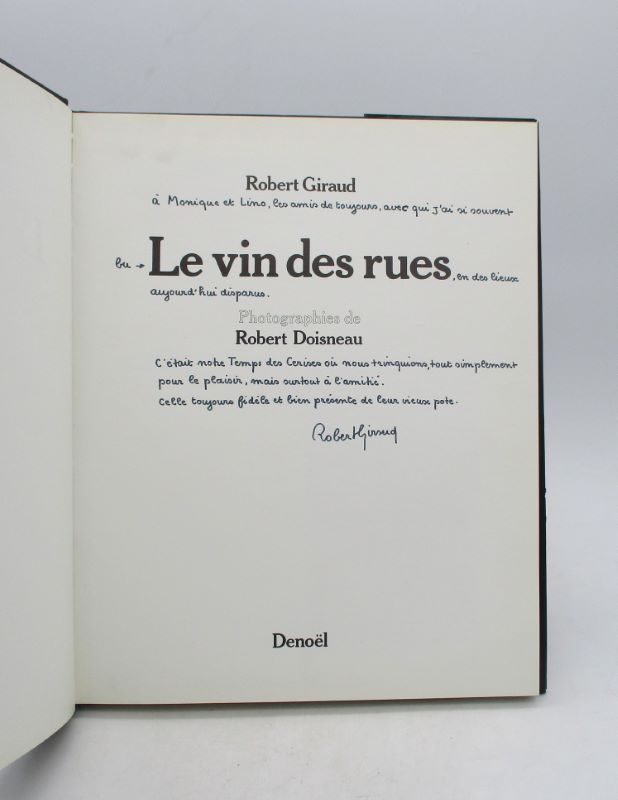 Robert Giraud
à Monique et Lino, les amis de toujours, avec qui j'ai si souvent
bu → Le vin des rues, en des lieux
aujourd'hui disparus.
Photographies de
Robert Doisneau
C'était notre Temps des Cerises où nous trinquions, tout simplement
pour le plaisir, mais surtout à l'amitié.
Celle toujours fidèle et bien présente de leur vieux pote.
Robert Giraud
Denoël